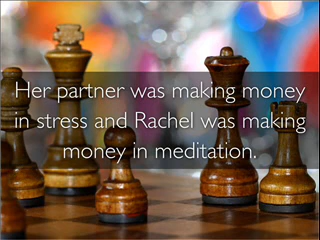 Her partner was making money
in stress and Rachel was making
money in meditation.